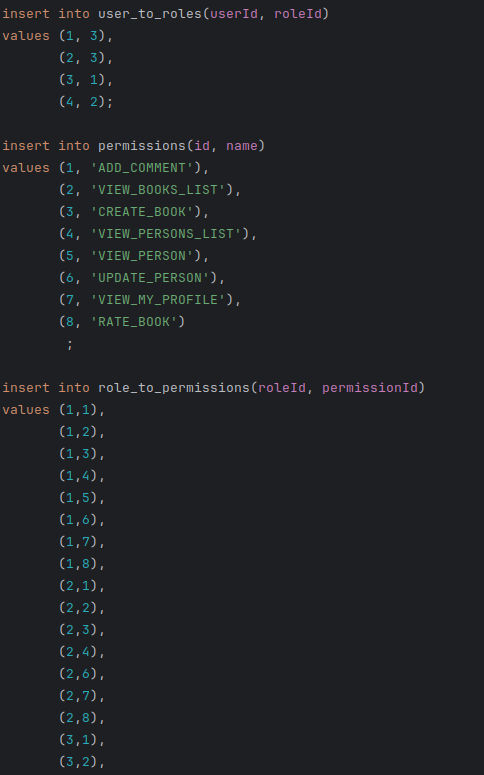 insert into user_to_roles(userId, roleId)
values (1, 3),
       (2, 3),
       (3, 1),
       (4, 2);

insert into permissions(id, name)
values (1, 'ADD_COMMENT'),
       (2, 'VIEW_BOOKS_LIST'),
       (3, 'CREATE_BOOK'),
       (4, 'VIEW_PERSONS_LIST'),
       (5, 'VIEW_PERSON'),
       (6, 'UPDATE_PERSON'),
       (7, 'VIEW_MY_PROFILE'),
       (8, 'RATE_BOOK')
        ;

insert into role_to_permissions(roleId, permissionId)
values (1,1),
       (1,2),
       (1,3),
       (1,4),
       (1,5),
       (1,6),
       (1,7),
       (1,8),
       (2,1),
       (2,2),
       (2,3),
       (2,4),
       (2,6),
       (2,7),
       (2,8),
       (3,1),
       (3,2),